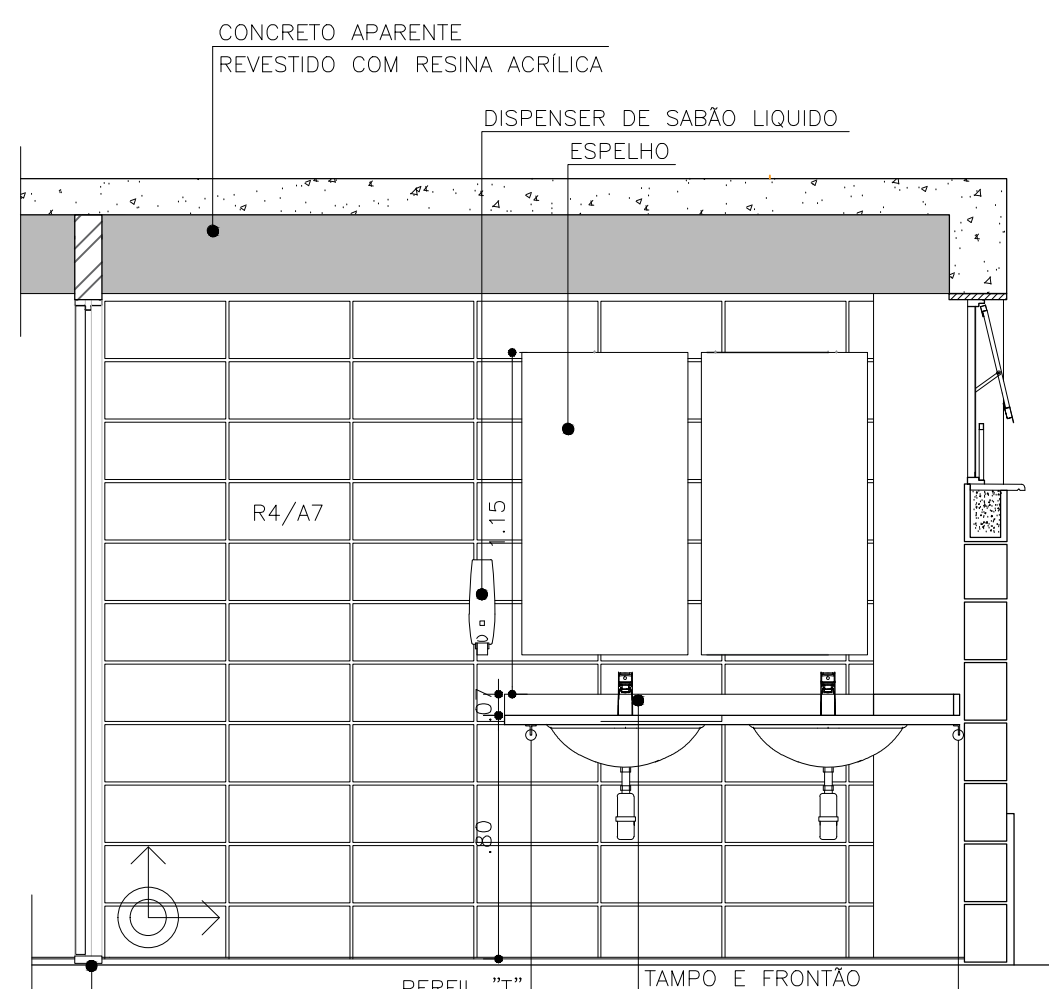 CONCRETO APARENTE
REVESTIDO COM RESINA ACRÍLICA
DISPENSER DE SABÃO LIQUIDO
ESPELHO
R4/A7
1.15
.07
.80
PERFIL "T"
TAMPO E FRONTÃO